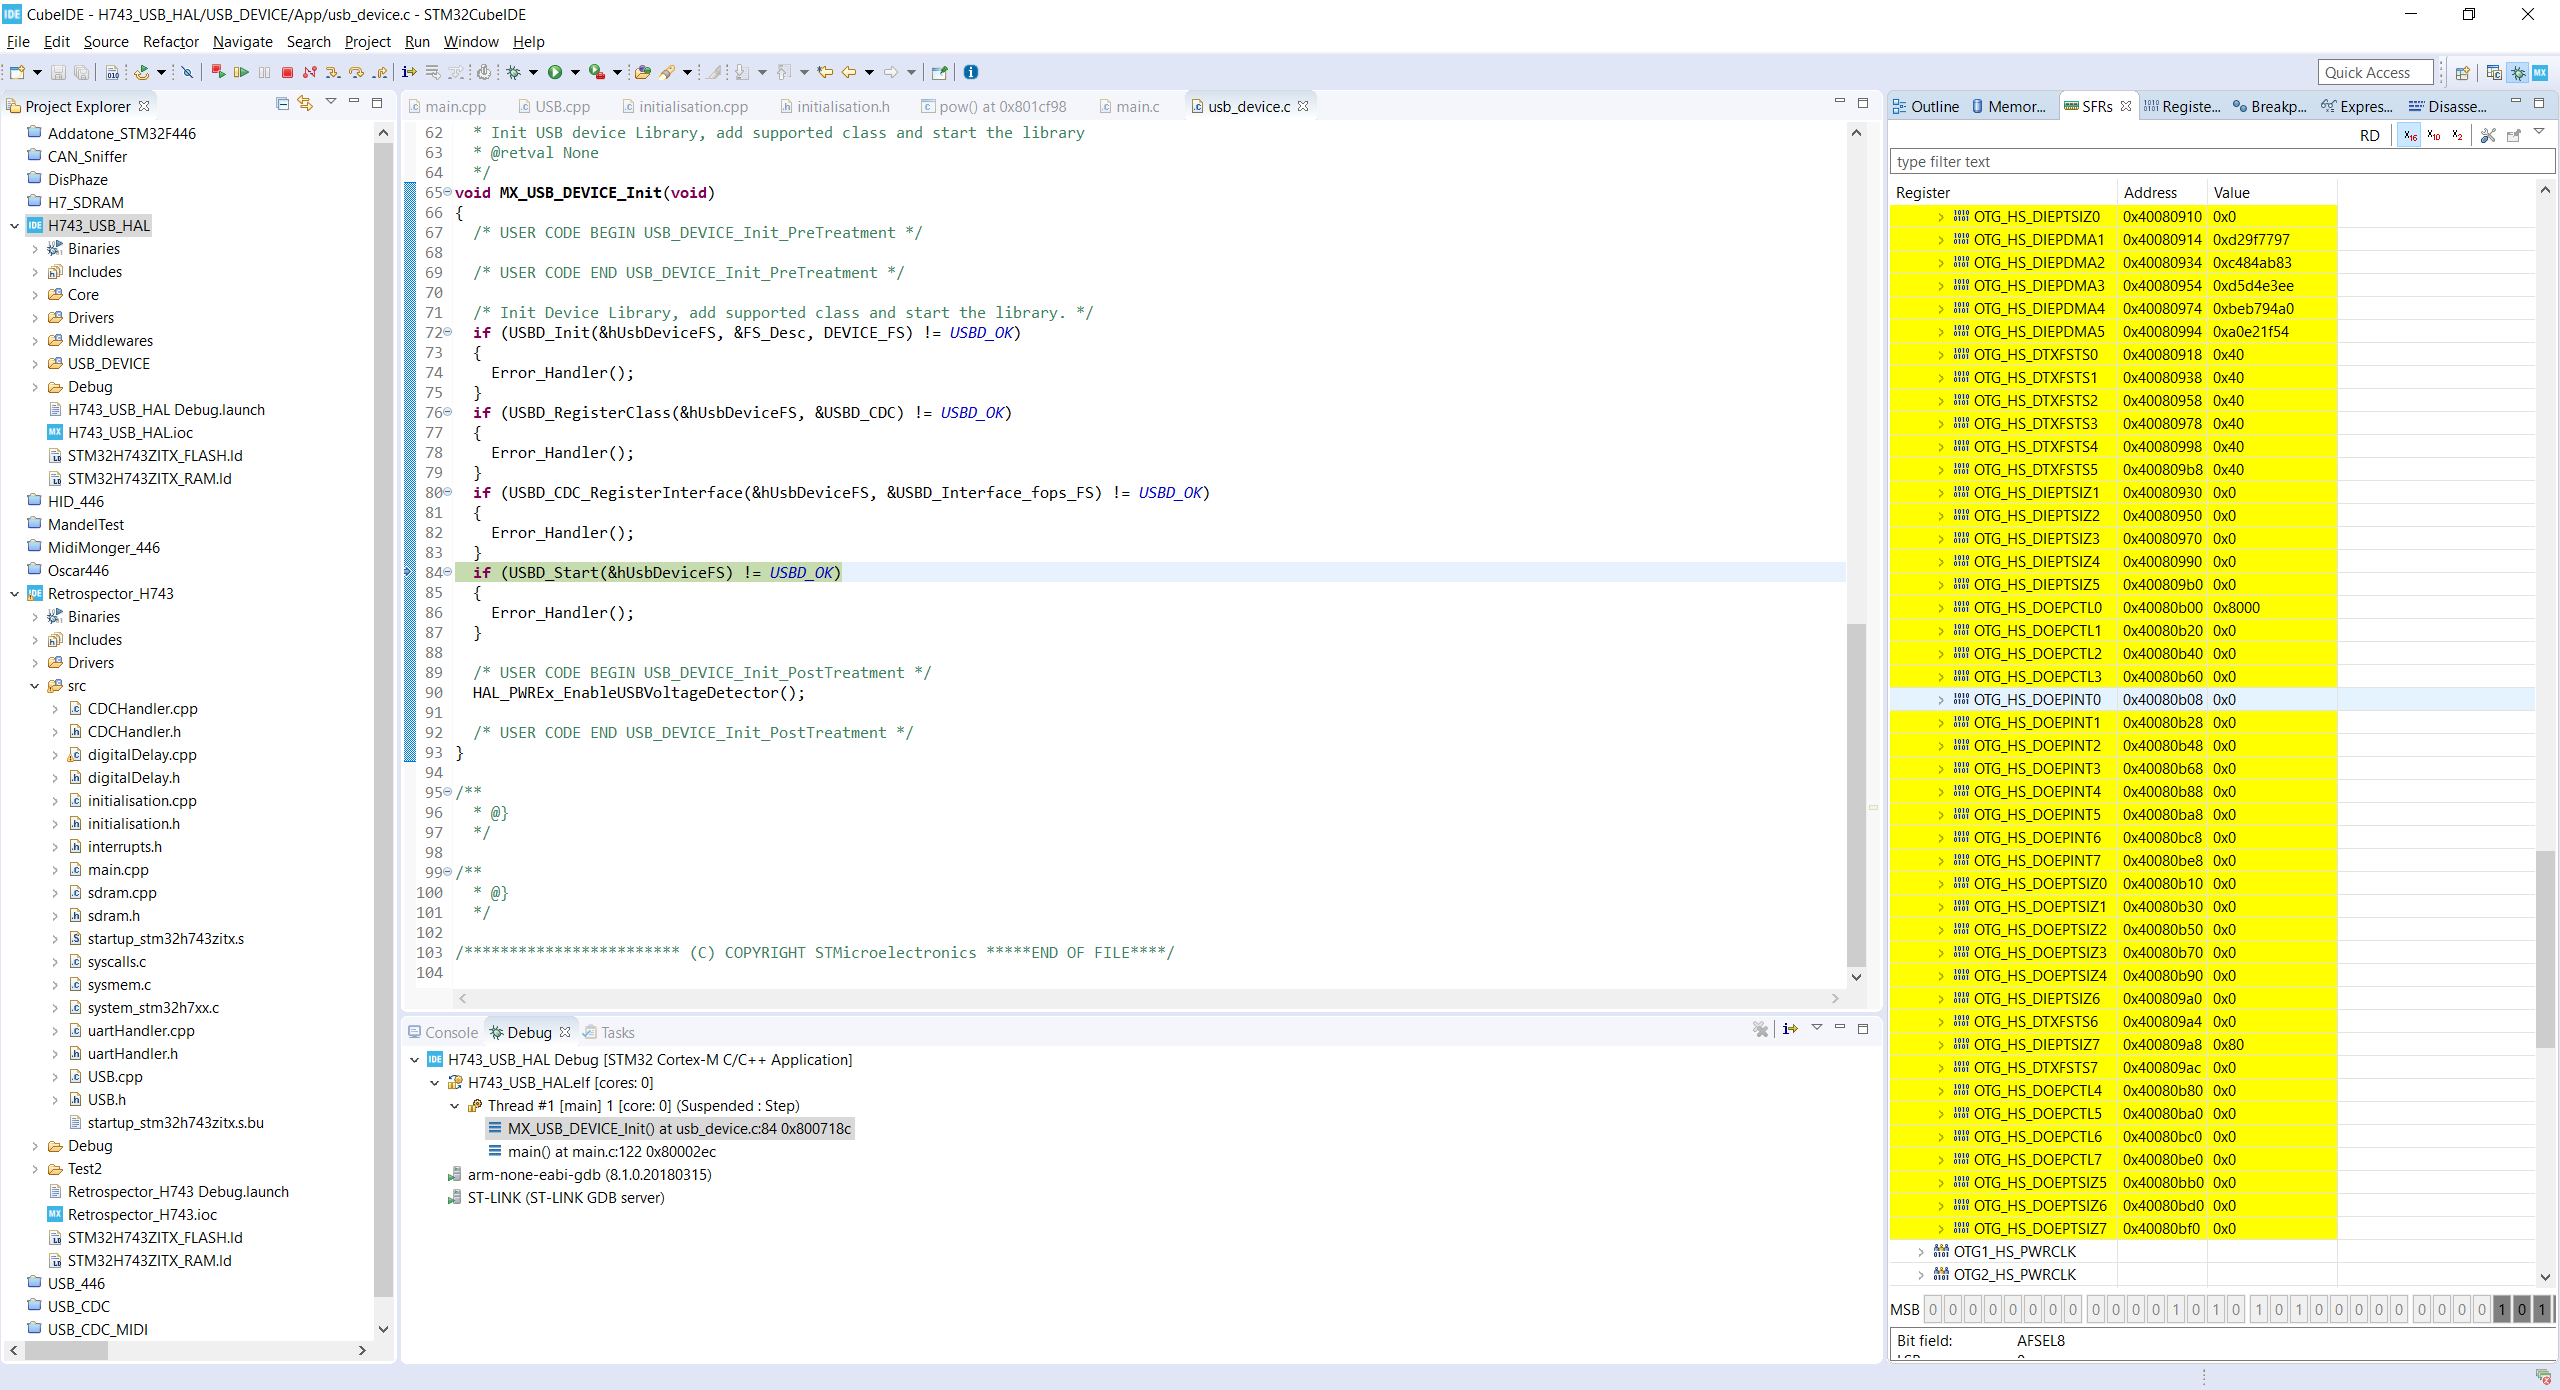 CubeIDE - H743_USB_HAL/USB_DEVICE/App/usb_device.c - STM32CubeIDE
File Edit Source Refactor Navigate Search Project Run Window Help
Quick Access
Project Explorer
Addatone_STM32F446
CAN_Sniffer
DisPhaze
H7_SDRAM
H743_USB_HAL
Binaries
Includes
Core
Drivers
Middlewares
USB_DEVICE
Debug
H743_USB_HAL Debug.launch
H743_USB_HAL.ioc
STM32H743ZITX_FLASH.ld
STM32H743ZITX_RAM.ld
HID_446
MandelTest
MidiMonger_446
Oscar446
Retrospector_H743
Binaries
Includes
Drivers
src
CDCHandler.cpp
CDCHandler.h
digitalDelay.cpp
digitalDelay.h
initialisation.cpp
initialisation.h
interrupts.h
main.cpp
sdram.cpp
sdram.h
startup_stm32h743zitx.s
syscalls.c
sysmem.c
system_stm32h7xx.c
uartHandler.cpp
uartHandler.h
USB.cpp
USB.h
startup_stm32h743zitx.s.bu
Debug
Test2
Retrospector_H743 Debug.launch
Retrospector_H743.ioc
STM32H743ZITX_FLASH.ld
STM32H743ZITX_RAM.ld
USB_446
USB_CDC
USB_CDC_MIDI
main.cpp USB.cpp initialisation.cpp initialisation.h pow() at 0x801cf98 main.c usb_device.c
62 * Init USB device Library, add supported class and start the library
63 * @retval None
64 */
65 void MX_USB_DEVICE_Init(void)
66 {
67 /* USER CODE BEGIN USB_DEVICE_Init_PreTreatment */
68
69 /* USER CODE END USB_DEVICE_Init_PreTreatment */
70
71 /* Init Device Library, add supported class and start the library. */
72 if (USBD_Init(&hUsbDeviceFS, &FS_Desc, DEVICE_FS) != USBD_OK)
73 {
74 Error_Handler();
75 }
76 if (USBD_RegisterClass(&hUsbDeviceFS, &USBD_CDC) != USBD_OK)
77 {
78 Error_Handler();
79 }
80 if (USBD_CDC_RegisterInterface(&hUsbDeviceFS, &USBD_Interface_fops_FS) != USBD_OK)
81 {
82 Error_Handler();
83 }
84 if (USBD_Start(&hUsbDeviceFS) != USBD_OK)
85 {
86 Error_Handler();
87 }
88
89 /* USER CODE BEGIN USB_DEVICE_Init_PostTreatment */
90 HAL_PWREx_EnableUSBVoltageDetector();
91
92 /* USER CODE END USB_DEVICE_Init_PostTreatment */
93 }
94
95 /**
96 * @}
97 */
98
99 /**
100 * @}
101 */
102
103 /************************ (C) COPYRIGHT STMicroelectronics *****END OF FILE****/
104
Console Debug Tasks
H743_USB_HAL Debug [STM32 Cortex-M C/C++ Application]
H743_USB_HAL.elf [cores: 0]
Thread #1 [main] 1 [core: 0] (Suspended : Step)
MX_USB_DEVICE_Init() at usb_device.c:84 0x800718c
main() at main.c:122 0x80002ec
arm-none-eabi-gdb (8.1.0.20180315)
ST-LINK (ST-LINK GDB server)
Outline Memor... SFRs Registe... Breakp... Expres... Disasse...
RD X16 X10 X2
type filter text
Register Address Value
OTG_HS_DIEPTSIZ0 0x40080910 0x0
OTG_HS_DIEPDMA1 0x40080914 0xd29f7797
OTG_HS_DIEPDMA2 0x40080934 0xc484ab83
OTG_HS_DIEPDMA3 0x40080954 0xd5d4e3ee
OTG_HS_DIEPDMA4 0x40080974 0xbeb794a0
OTG_HS_DIEPDMA5 0x40080994 0xa0e21f54
OTG_HS_DTXFSTS0 0x40080918 0x40
OTG_HS_DTXFSTS1 0x40080938 0x40
OTG_HS_DTXFSTS2 0x40080958 0x40
OTG_HS_DTXFSTS3 0x40080978 0x40
OTG_HS_DTXFSTS4 0x40080998 0x40
OTG_HS_DTXFSTS5 0x400809b8 0x40
OTG_HS_DIEPTSIZ1 0x40080930 0x0
OTG_HS_DIEPTSIZ2 0x40080950 0x0
OTG_HS_DIEPTSIZ3 0x40080970 0x0
OTG_HS_DIEPTSIZ4 0x40080990 0x0
OTG_HS_DIEPTSIZ5 0x400809b0 0x0
OTG_HS_DOEPCTL0 0x40080b00 0x8000
OTG_HS_DOEPCTL1 0x40080b20 0x0
OTG_HS_DOEPCTL2 0x40080b40 0x0
OTG_HS_DOEPCTL3 0x40080b60 0x0
OTG_HS_DOEPINT0 0x40080b08 0x0
OTG_HS_DOEPINT1 0x40080b28 0x0
OTG_HS_DOEPINT2 0x40080b48 0x0
OTG_HS_DOEPINT3 0x40080b68 0x0
OTG_HS_DOEPINT4 0x40080b88 0x0
OTG_HS_DOEPINT5 0x40080ba8 0x0
OTG_HS_DOEPINT6 0x40080bc8 0x0
OTG_HS_DOEPINT7 0x40080be8 0x0
OTG_HS_DOEPTSIZ0 0x40080b10 0x0
OTG_HS_DOEPTSIZ1 0x40080b30 0x0
OTG_HS_DOEPTSIZ2 0x40080b50 0x0
OTG_HS_DOEPTSIZ3 0x40080b70 0x0
OTG_HS_DOEPTSIZ4 0x40080b90 0x0
OTG_HS_DIEPTSIZ6 0x400809a0 0x0
OTG_HS_DTXFSTS6 0x400809a4 0x0
OTG_HS_DIEPTSIZ7 0x400809a8 0x80
OTG_HS_DTXFSTS7 0x400809ac 0x0
OTG_HS_DOEPCTL4 0x40080b80 0x0
OTG_HS_DOEPCTL5 0x40080ba0 0x0
OTG_HS_DOEPCTL6 0x40080bc0 0x0
OTG_HS_DOEPCTL7 0x40080be0 0x0
OTG_HS_DOEPTSIZ5 0x40080bb0 0x0
OTG_HS_DOEPTSIZ6 0x40080bd0 0x0
OTG_HS_DOEPTSIZ7 0x40080bf0 0x0
OTG1_HS_PWRCLK
OTG2_HS_PWRCLK
MSB 0 0 0 0 0 0 0 0 0 0 0 0 1 0 1 0 1 0 1 0 0 0 0 0 0 0 0 0 1 0 1
Bit field: AFSEL8